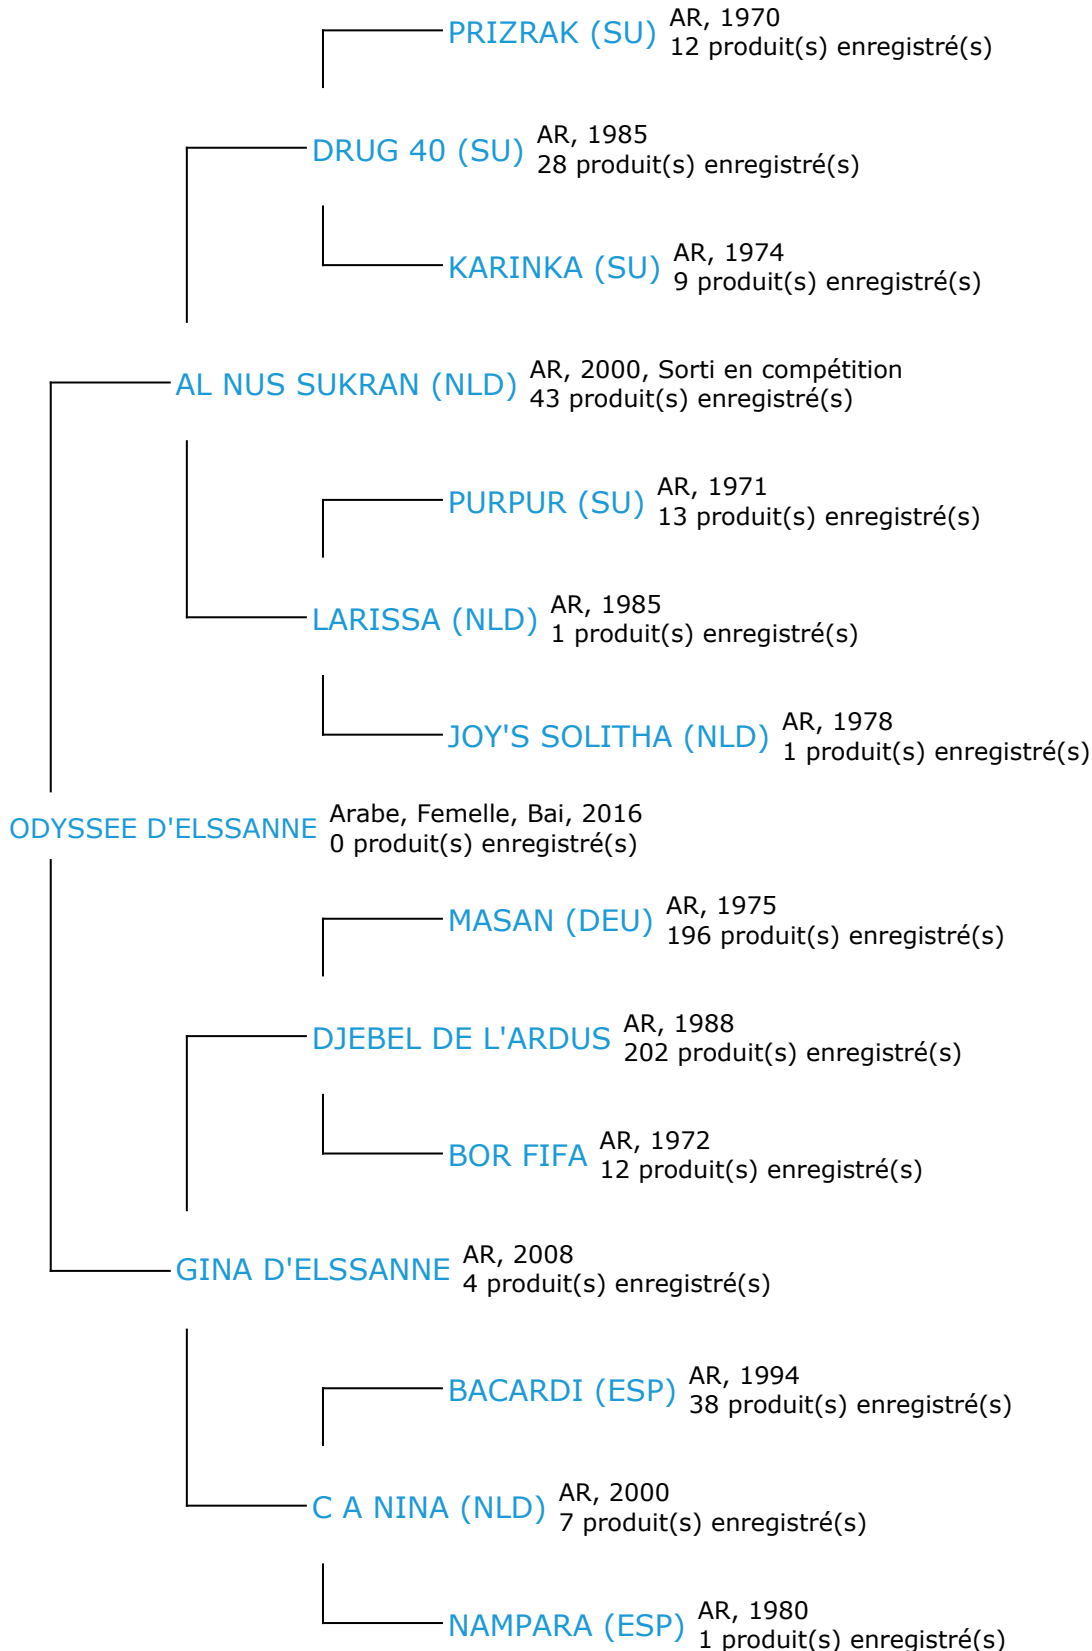 PRIZRAK (SU)
AR, 1970
12 produit(s) enregistré(s)
DRUG 40 (SU)
AR, 1985
28 produit(s) enregistré(s)
KARINKA (SU)
AR, 1974
9 produit(s) enregistré(s)
AL NUS SUKRAN (NLD)
AR, 2000, Sorti en compétition
43 produit(s) enregistré(s)
PURPUR (SU)
AR, 1971
13 produit(s) enregistré(s)
LARISSA (NLD)
AR, 1985
1 produit(s) enregistré(s)
JOY'S SOLITHA (NLD)
AR, 1978
1 produit(s) enregistré(s)
ODYSSEE D'ELSSANNE
Arabe, Femelle, Bai, 2016
0 produit(s) enregistré(s)
MASAN (DEU)
AR, 1975
196 produit(s) enregistré(s)
DJEBEL DE L'ARDUS
AR, 1988
202 produit(s) enregistré(s)
BOR FIFA
AR, 1972
12 produit(s) enregistré(s)
GINA D'ELSSANNE
AR, 2008
4 produit(s) enregistré(s)
BACARDI (ESP)
AR, 1994
38 produit(s) enregistré(s)
C A NINA (NLD)
AR, 2000
7 produit(s) enregistré(s)
NAMPARA (ESP)
AR, 1980
1 produit(s) enregistré(s)